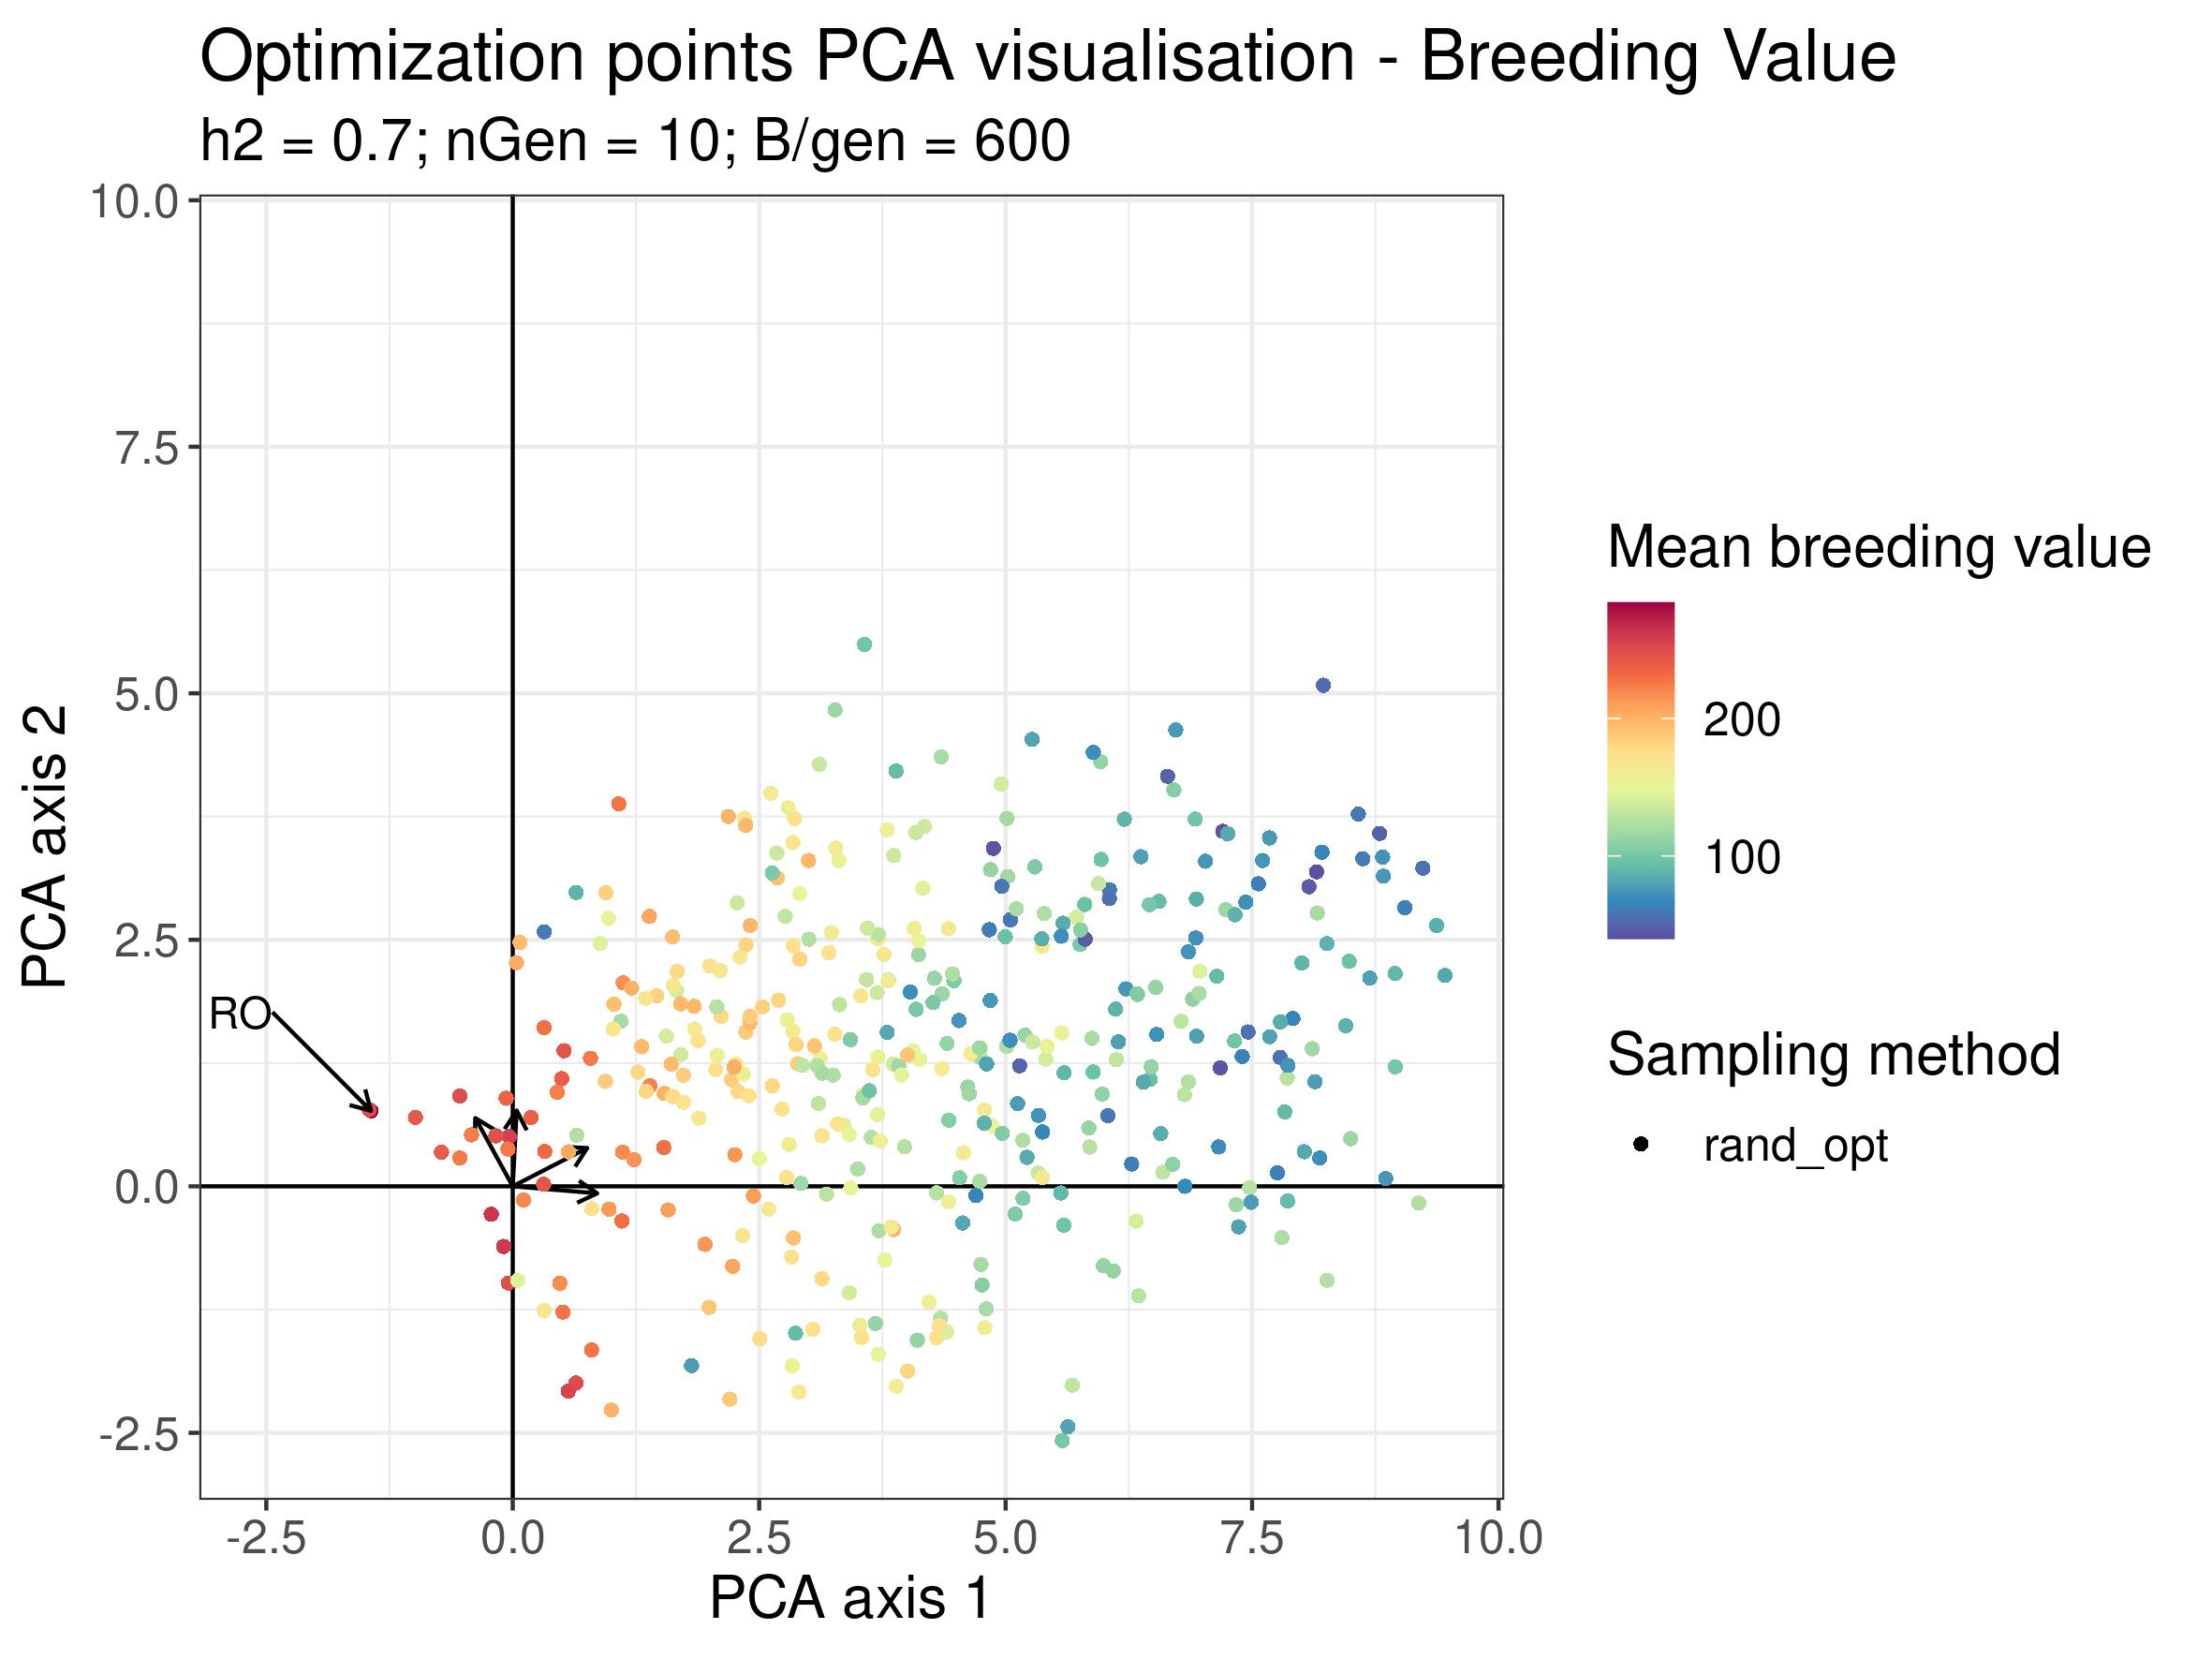 Optimization points PCA visualisation - Breeding Value
h2 = 0.7; nGen = 10; B/gen = 600
10.0
7.5
5.0
2.5
0.0
-2.5
PCA axis 2
RO
-2.5 0.0 2.5 5.0 7.5 10.0
PCA axis 1
Mean breeding value
200
100
Sampling method
rand_opt